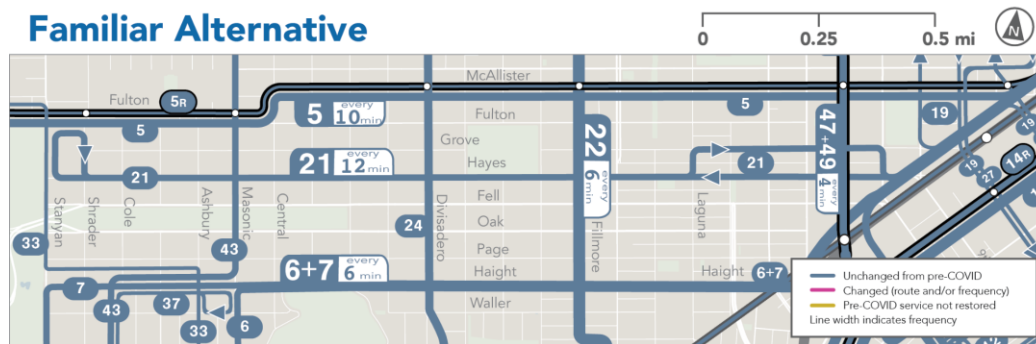 Familiar Alternative
0 0.25 0.5 mi
N
McAllister
Fulton
5R
5
5 every 10 min
Fulton
5
19
Grove
Hayes
21
21 every 12 min
21
22 every 6 min
47+49 every 4 min
19
19
27
14R
Stanyan
Shrader
Cole
Ashbury
Masonic
Central
Fell
Divisadero
Oak
Page
Haight
Waller
Fillmore
Laguna
Haight
33
43
24
6+7 every 6 min
6+7
7
37
43
33
6
Unchanged from pre-COVID
Changed (route and/or frequency)
Pre-COVID service not restored
Line width indicates frequency